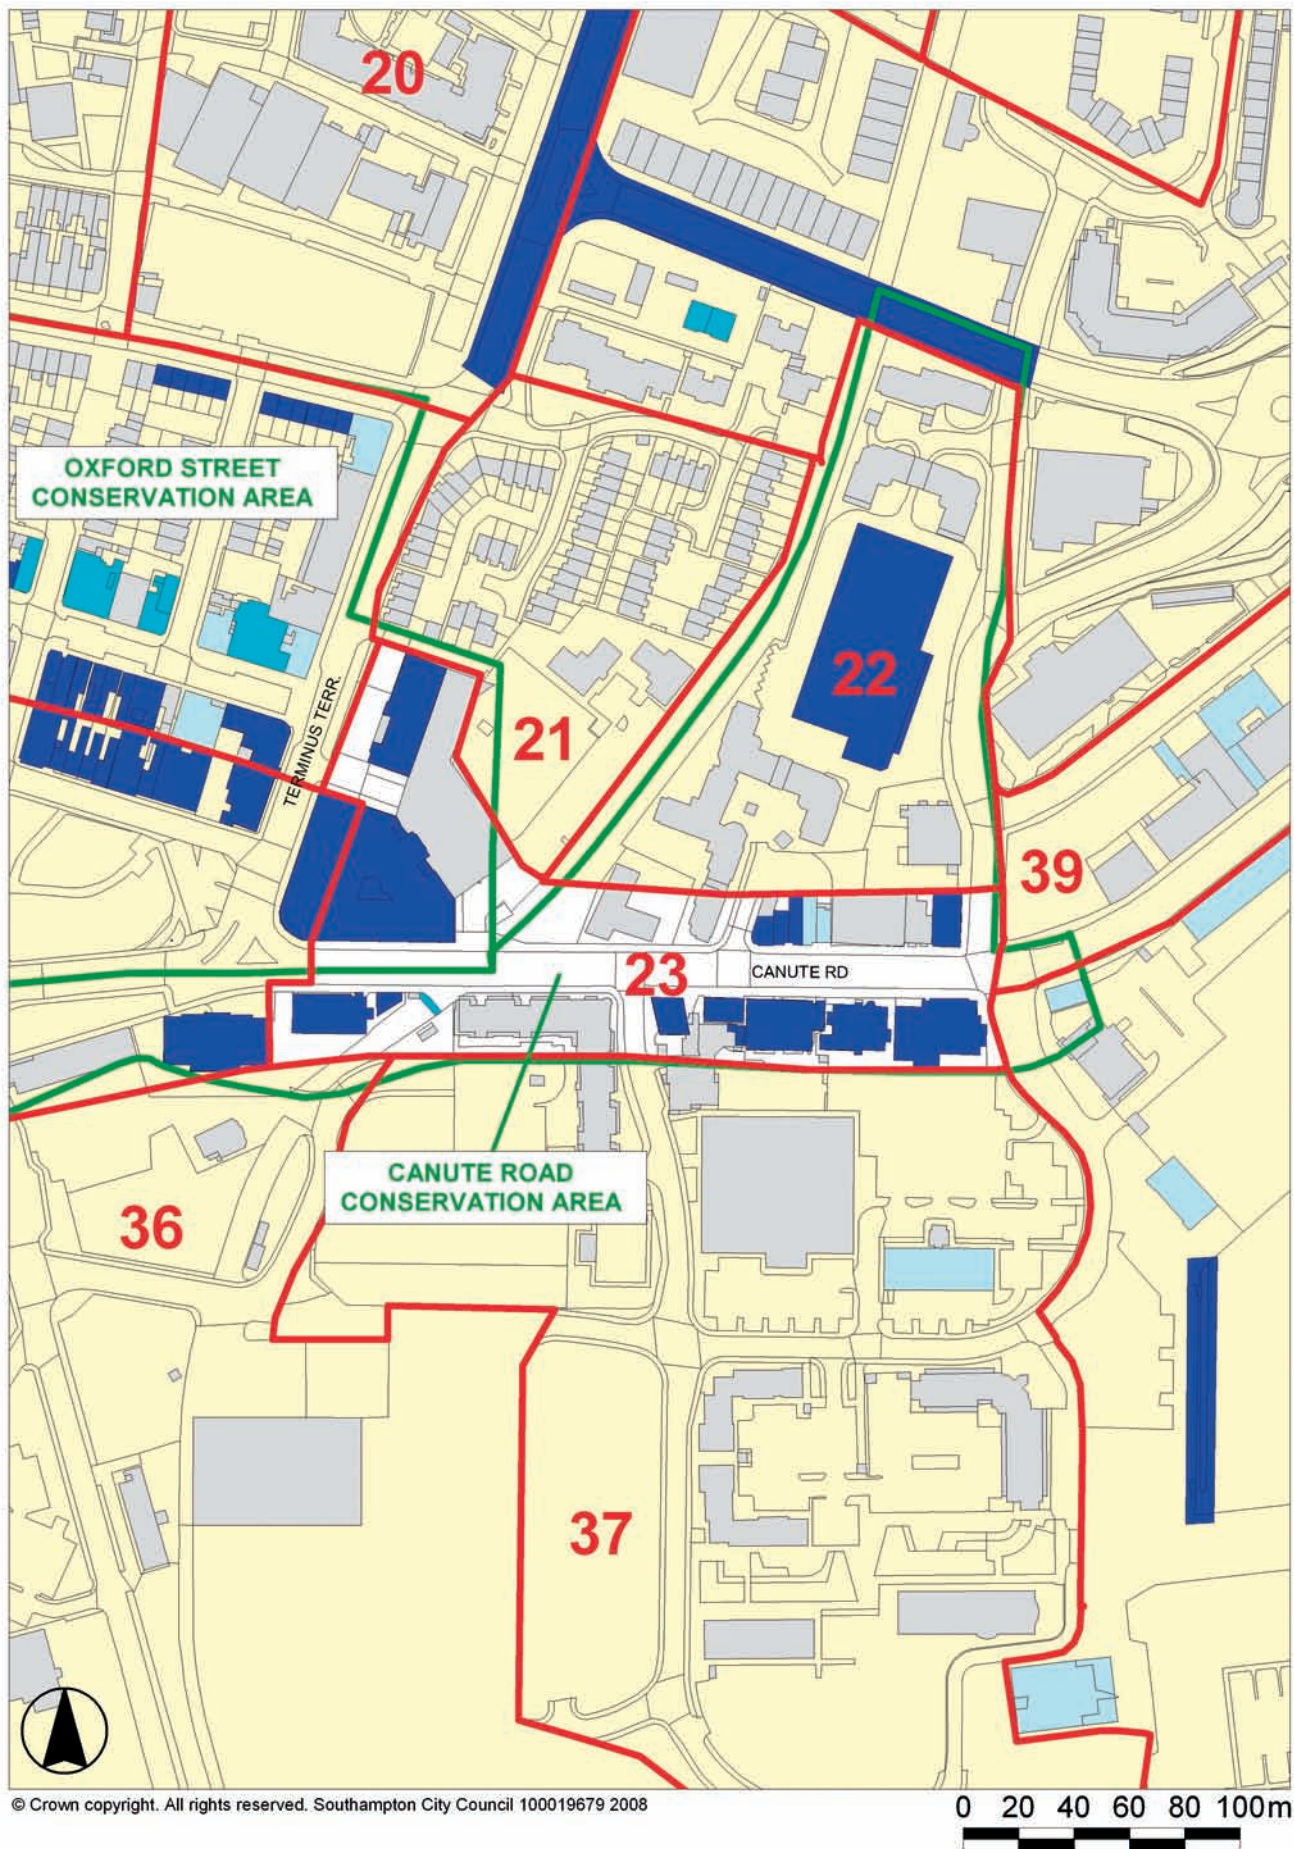 20
OXFORD STREET
CONSERVATION AREA
22
TERMINUS TERR.
21
39
23
CANUTE RD
CANUTE ROAD
CONSERVATION AREA
36
37
© Crown copyright. All rights reserved. Southampton City Council 100019679 2008
0 20 40 60 80 100m